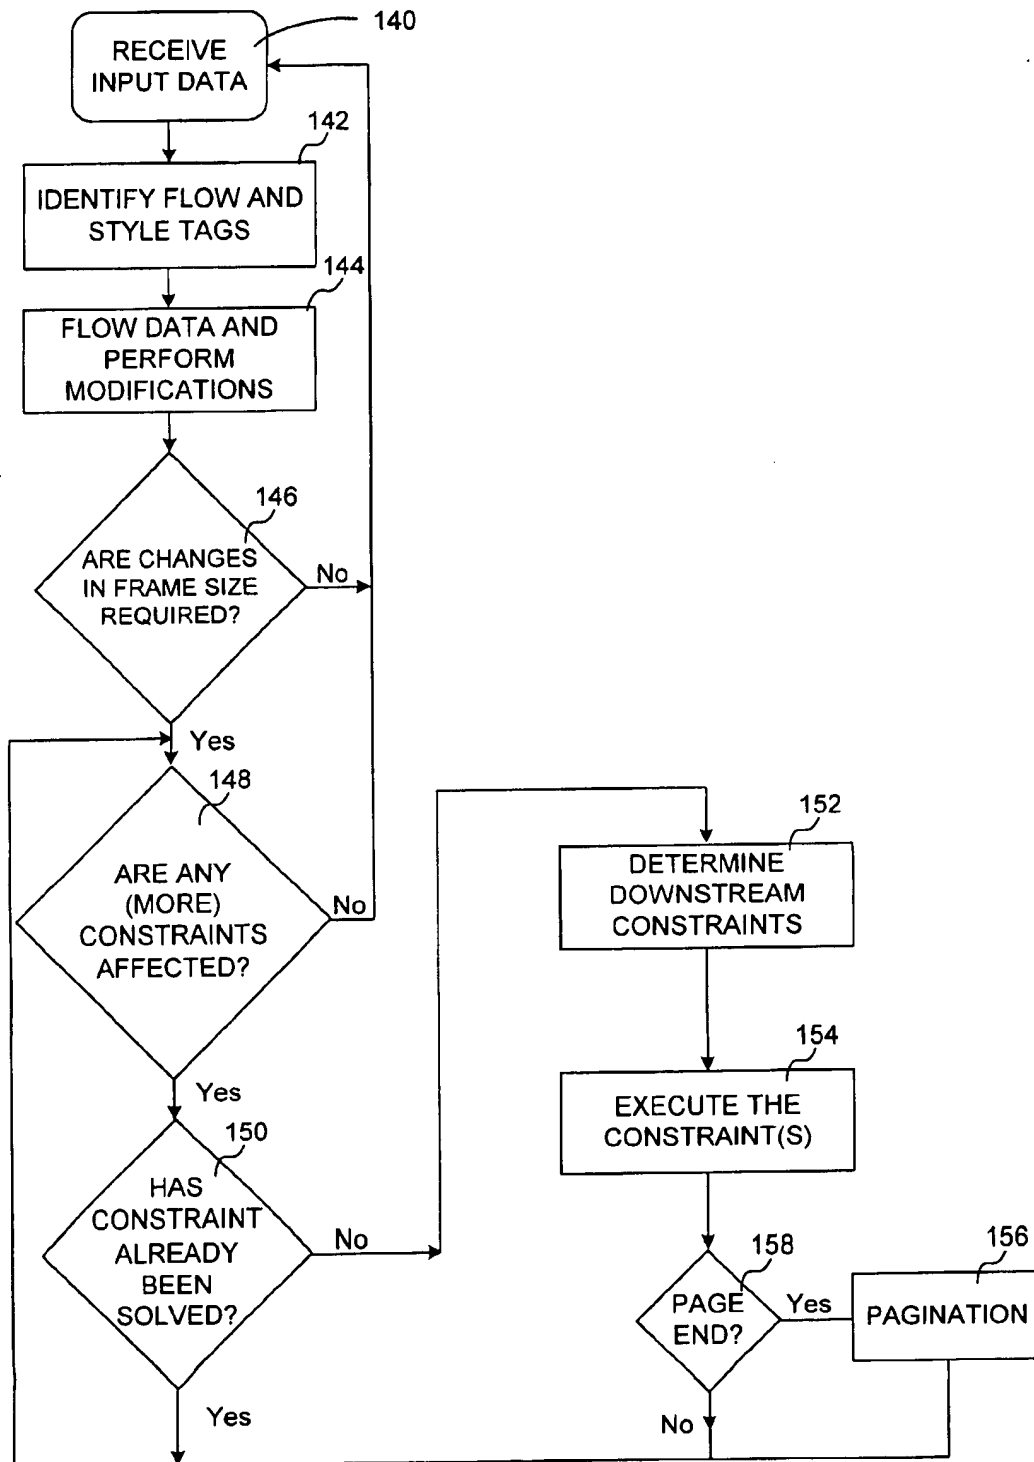 140
RECEIVE
INPUT DATA
142
IDENTIFY FLOW AND
STYLE TAGS
144
FLOW DATA AND
PERFORM
MODIFICATIONS
146
ARE CHANGES
IN FRAME SIZE
REQUIRED?
No
Yes
148
ARE ANY
(MORE)
CONSTRAINTS
AFFECTED?
No
Yes
150
HAS
CONSTRAINT
ALREADY
BEEN
SOLVED?
No
Yes
152
DETERMINE
DOWNSTREAM
CONSTRAINTS
154
EXECUTE THE
CONSTRAINT(S)
158
PAGE
END?
Yes
No
156
PAGINATION